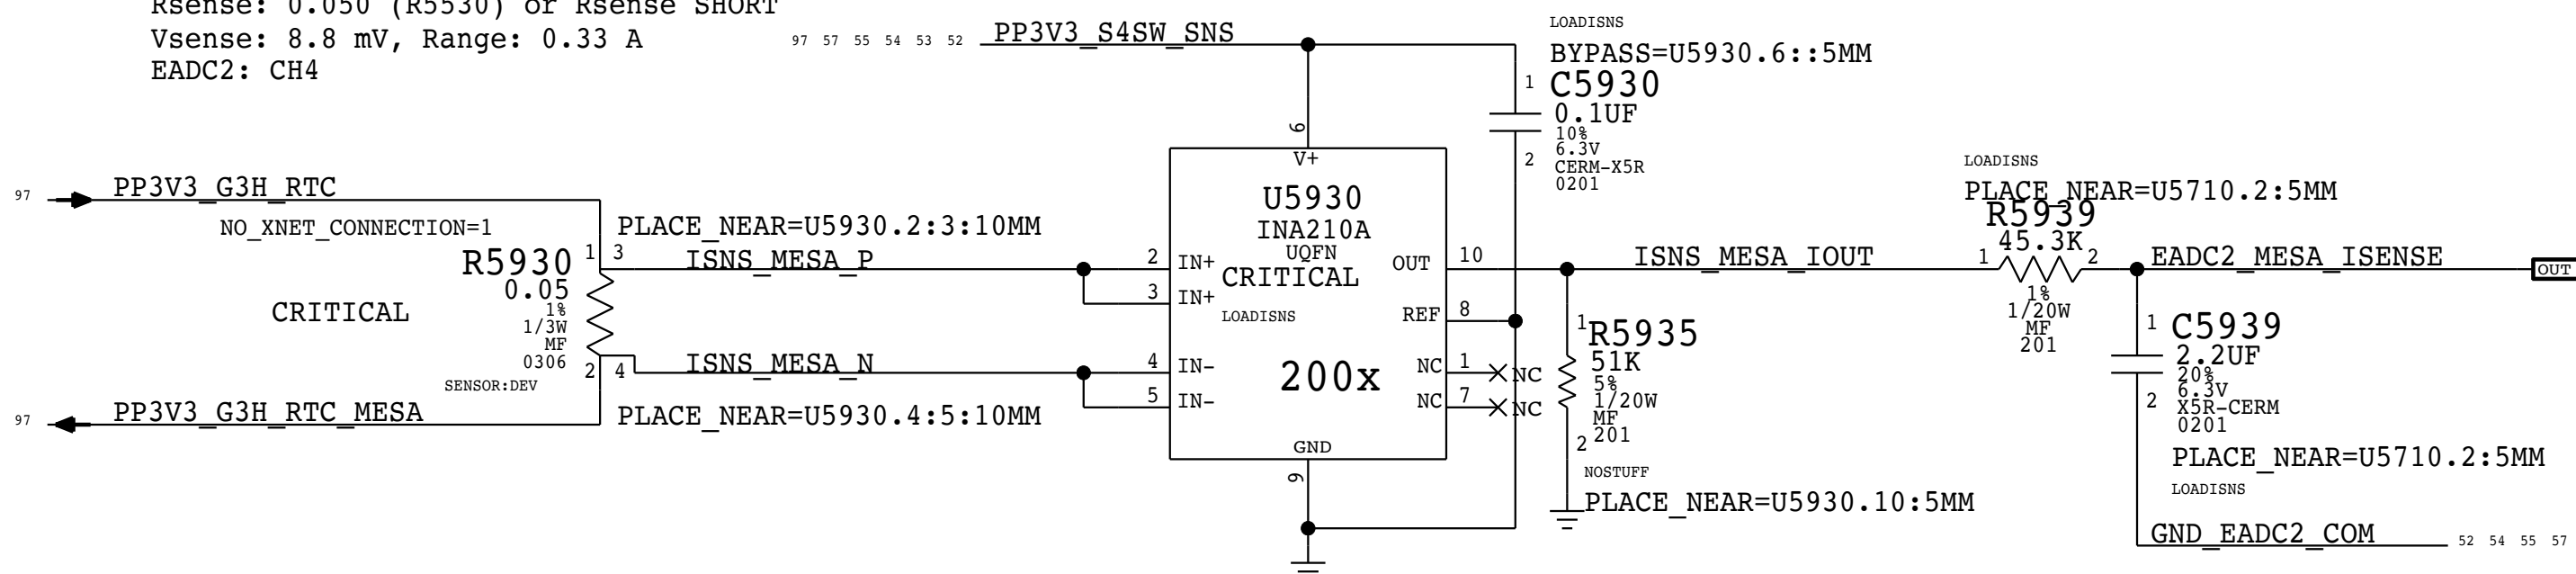 Rsense: 0.050 (R5530) or Rsense SHORT
Vsense: 8.8 mV, Range: 0.33 A
EADC2: CH4
97 57 55 54 53 52
PP3V3_S4SW_SNS
LOADISNS
BYPASS=U5930.6::5MM
1
C5930
0.1UF
10%
6.3V
CERM-X5R
0201
2
6
V+
U5930
INA210A
UQFN
CRITICAL
LOADISNS
200x
2 IN+
3 IN+
4 IN-
5 IN-
OUT 10
REF 8
NC 1
NC
NC 7
NC
GND
9
97
PP3V3_G3H_RTC
NO_XNET_CONNECTION=1
PLACE_NEAR=U5930.2:3:10MM
1 3
ISNS_MESA_P
R5930
0.05
1%
1/3W
MF
0306
CRITICAL
SENSOR:DEV
2 4
ISNS_MESA_N
97
PP3V3_G3H_RTC_MESA
PLACE_NEAR=U5930.4:5:10MM
ISNS_MESA_IOUT
1
R5935
51K
5%
1/20W
MF
201
2
NOSTUFF
PLACE_NEAR=U5930.10:5MM
LOADISNS
PLACE_NEAR=U5710.2:5MM
R5939
45.3K
1 2
1%
1/20W
MF
201
EADC2_MESA_ISENSE
OUT
1
C5939
2.2UF
20%
6.3V
X5R-CERM
0201
2
PLACE_NEAR=U5710.2:5MM
LOADISNS
GND_EADC2_COM
52 54 55 57